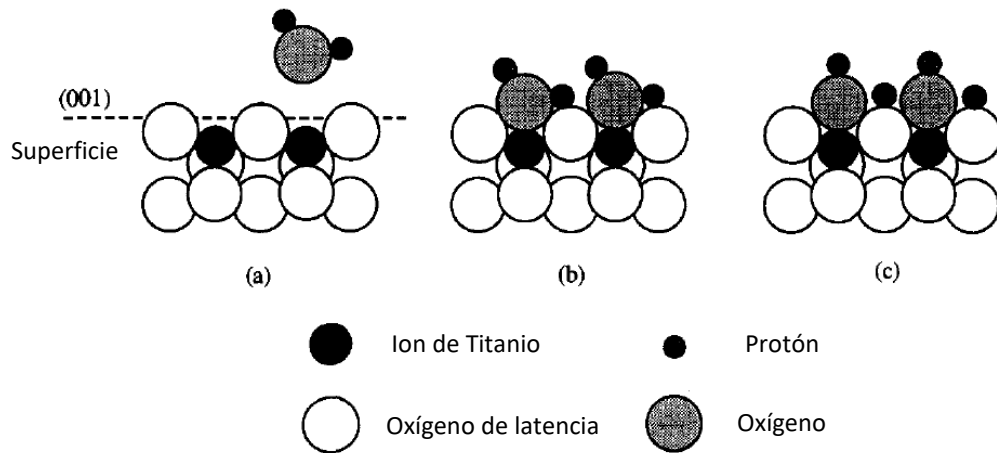 (001)
Superficie
(a)
(b)
(c)
Ion de Titanio
Protón
Oxígeno de latencia
Oxígeno